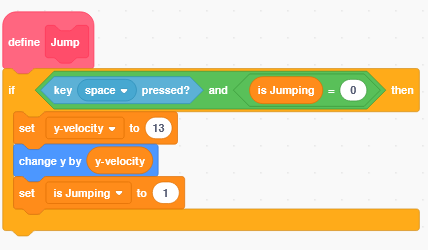 define Jump
if key space pressed? and is Jumping = 0 then
set y-velocity to 13
change y by y-velocity
set is Jumping to 1